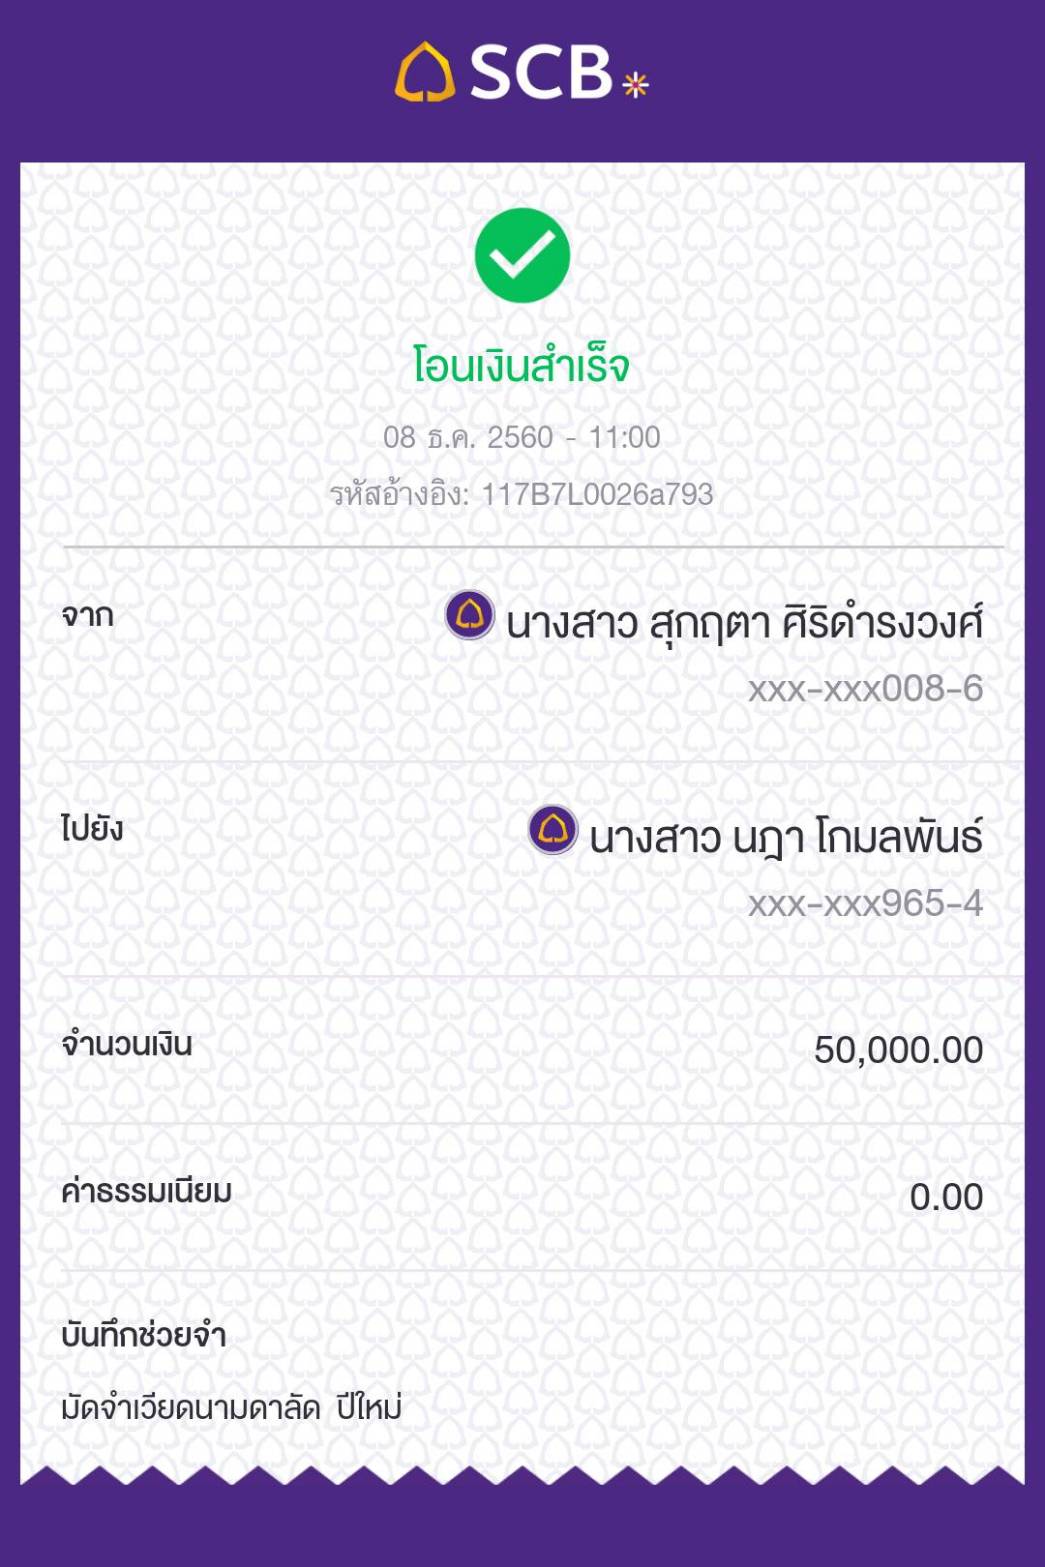 SCB
โอนเงินสำเร็จ
08 ธ.ค. 2560 - 11:00
รหัสอ้างอิง: 117B7L0026a793
จาก
นางสาว สุกฤตา ศิริดำรงวงศ์
xxx-xxx008-6
ไปยัง
นางสาว นฎา โกมลพันธ์
xxx-xxx965-4
จำนวนเงิน
50,000.00
ค่าธรรมเนียม
0.00
บันทึกช่วยจำ
มัดจำเวียดนามดาลัด ปีใหม่